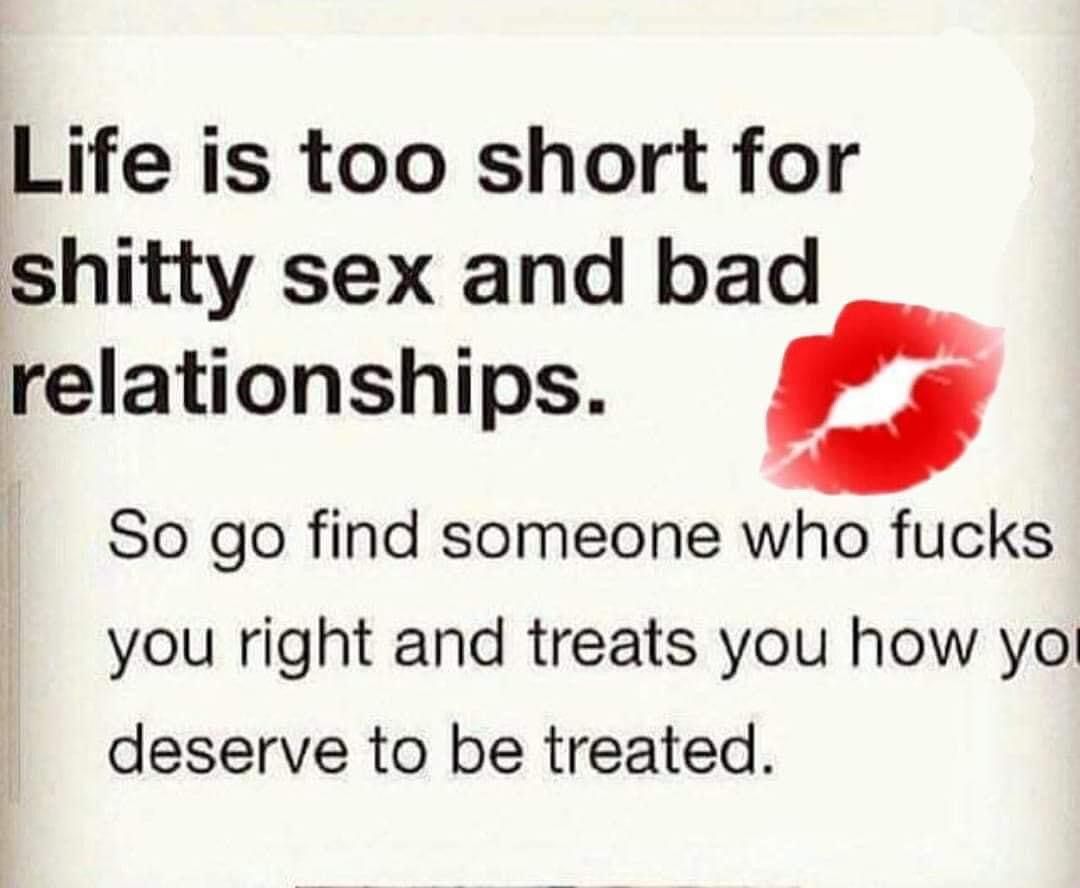 Life is too short for
shitty sex and bad
relationships.
So go find someone who fucks
you right and treats you how yo
deserve to be treated.